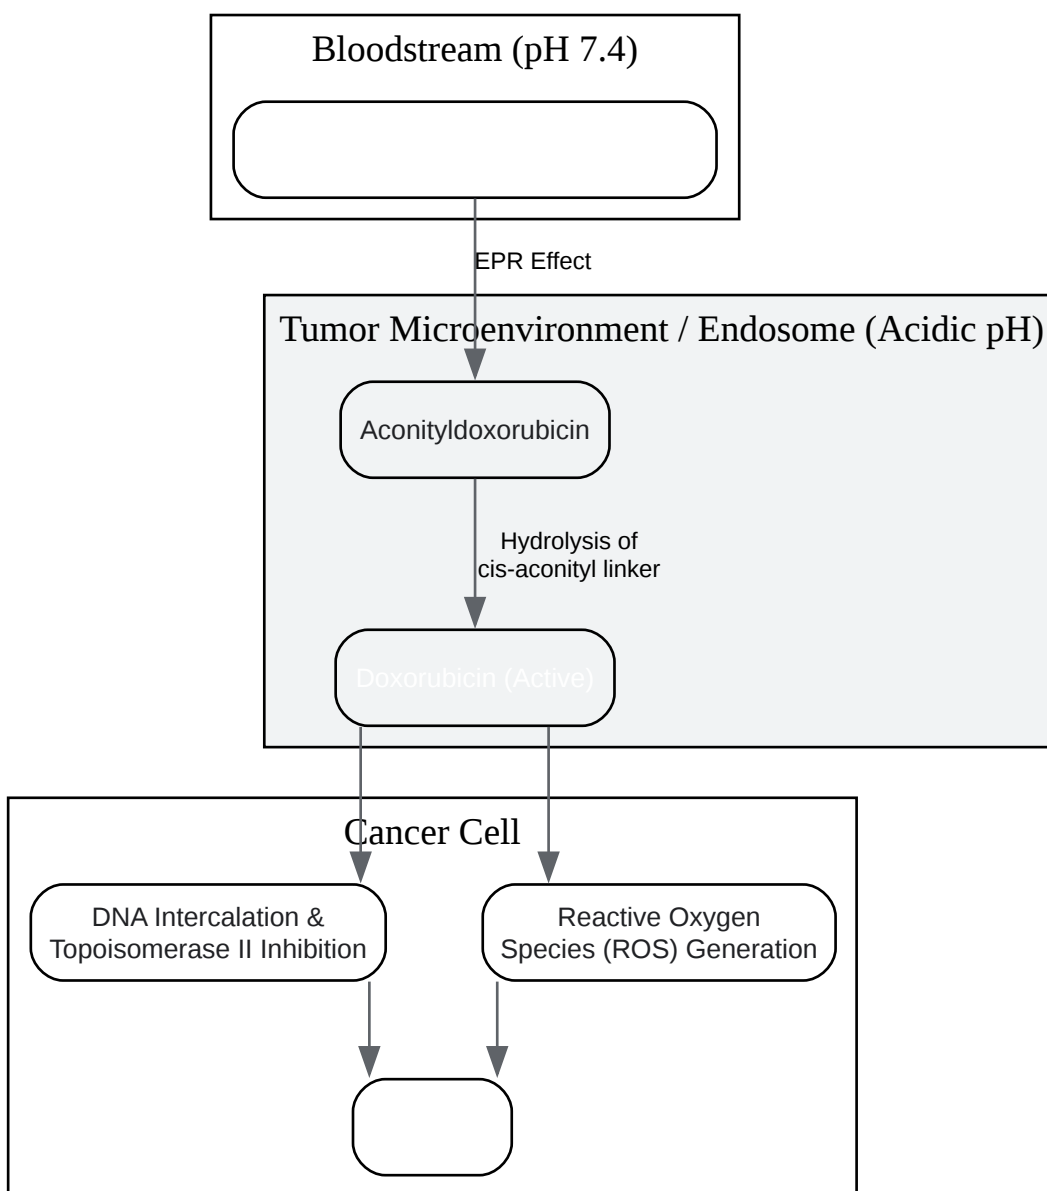 Bloodstream (pH 7.4)
EPR Effect
Tumor Microenvironment / Endosome (Acidic pH)
Aconityldoxorubicin
Hydrolysis of
cis-aconityl linker
Doxorubicin (Active)
Cancer Cell
DNA Intercalation &
Topoisomerase II Inhibition
Reactive Oxygen
Species (ROS) Generation